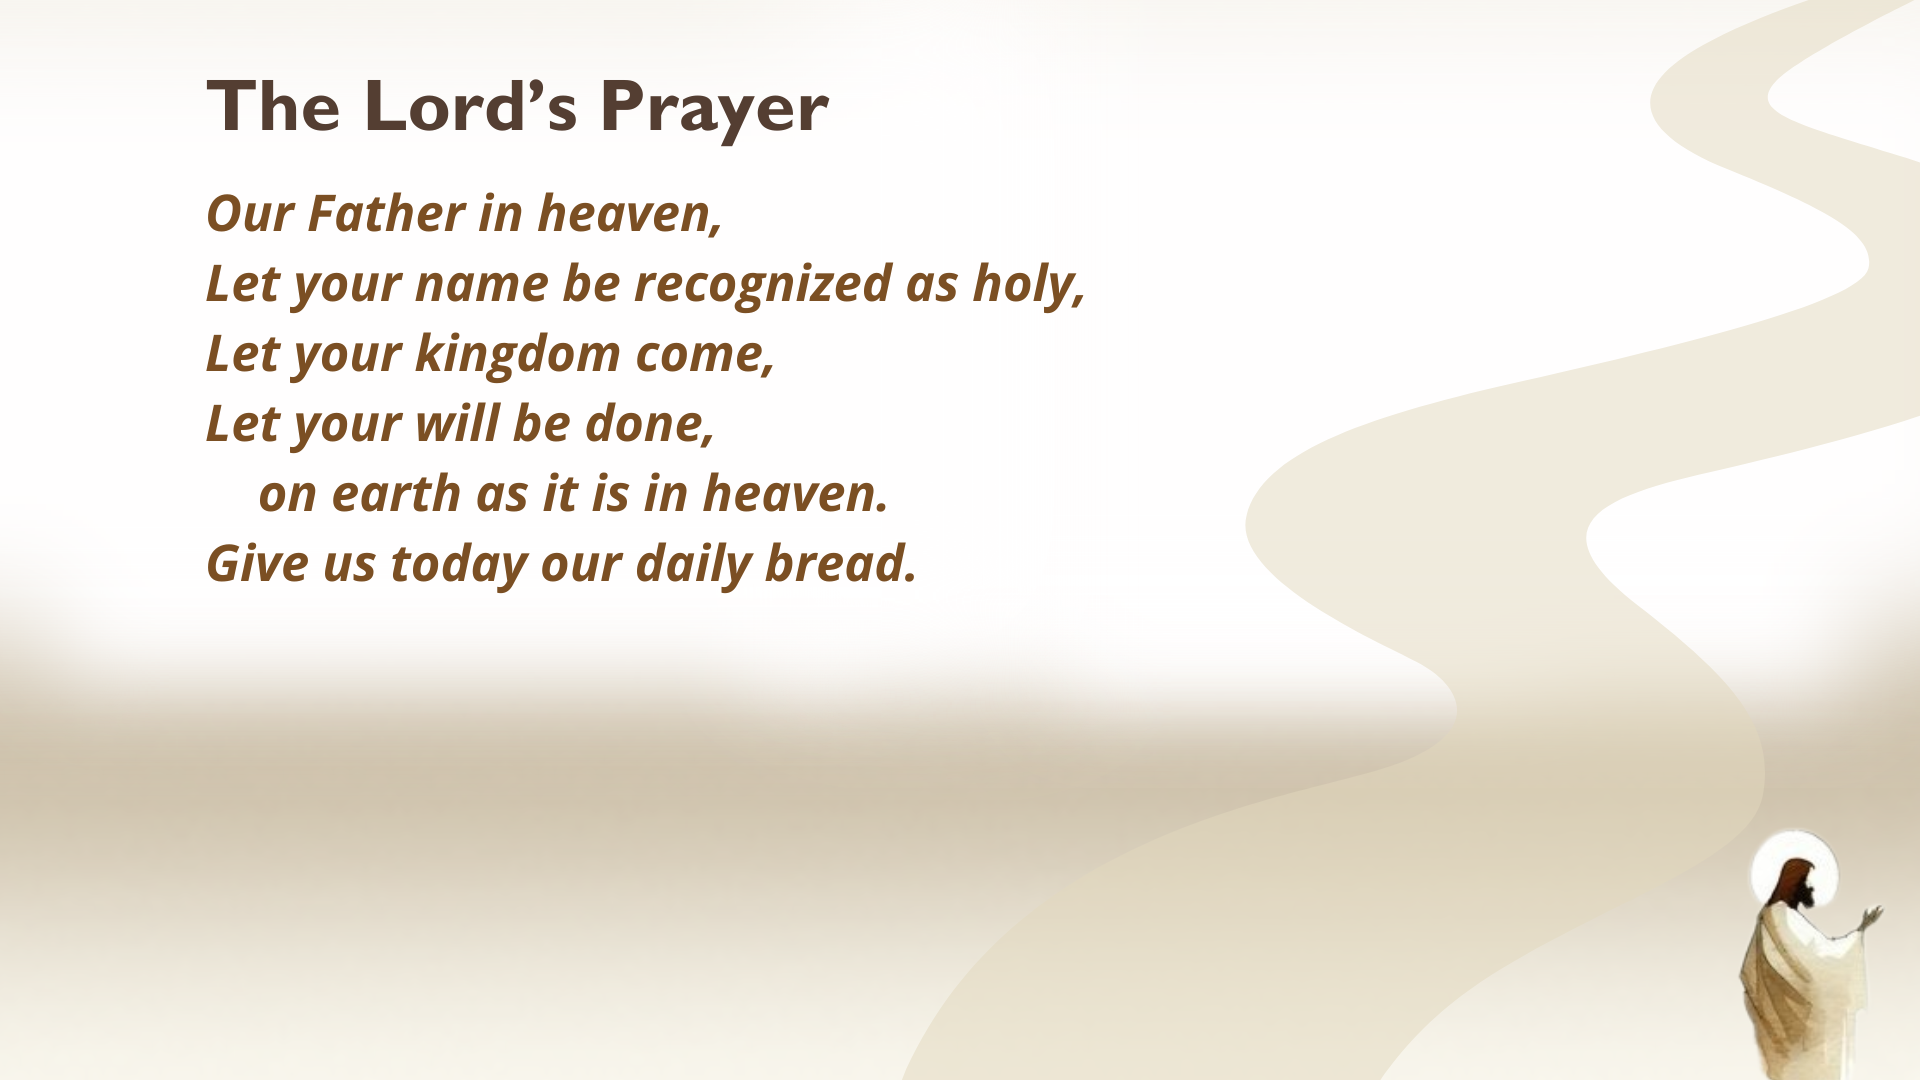 The Lord’s Prayer
Our Father in heaven,
Let your name be recognized as holy,
Let your kingdom come,
Let your will be done,
on earth as it is in heaven.
Give us today our daily bread.